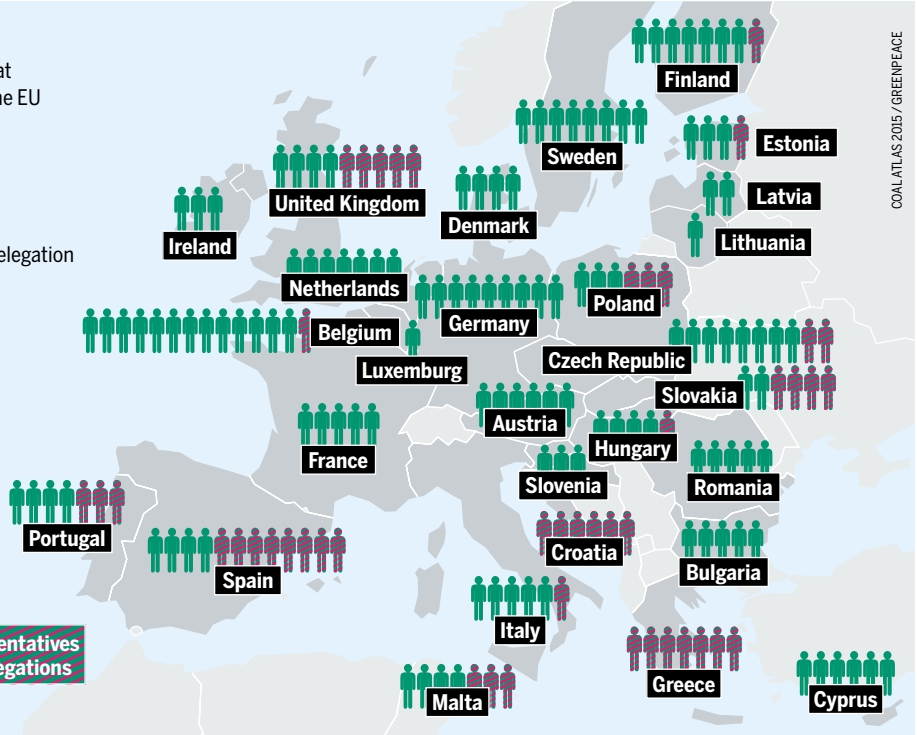 at
he EU
elegation
entatives
egations
COAL ATLAS 2015 / GREENPEACE
Finland
Sweden
Estonia
United Kingdom
Latvia
Denmark
Lithuania
Ireland
Netherlands
Poland
Germany
Belgium
Czech Republic
Luxemburg
Slovakia
Austria
Hungary
France
Slovenia
Romania
Portugal
Croatia
Bulgaria
Spain
Italy
Greece
Malta
Cyprus